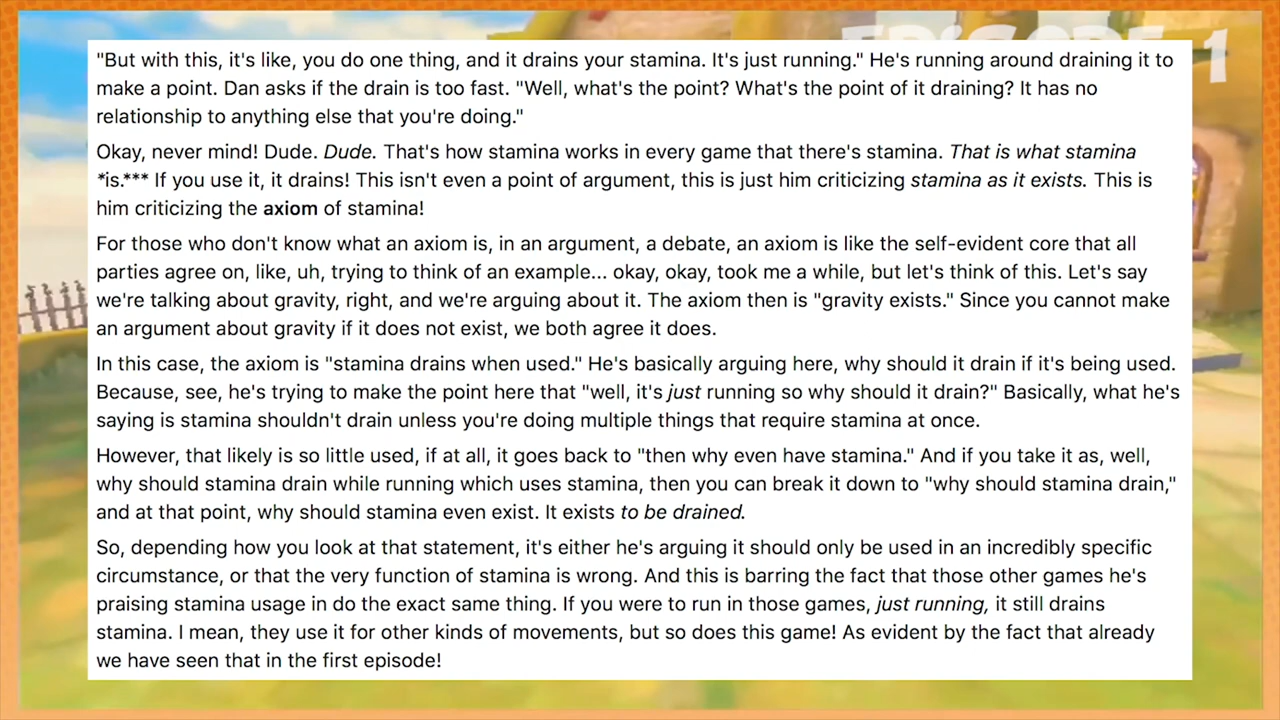 EPISODE 1
"But with this, it's like, you do one thing, and it drains your stamina. It's just running." He's running around draining it to
make a point. Dan asks if the drain is too fast. "Well, what's the point? What's the point of it draining? It has no
relationship to anything else that you're doing."
Okay, never mind! Dude. Dude. That's how stamina works in every game that there's stamina. That is what stamina
*is.*** If you use it, it drains! This isn't even a point of argument, this is just him criticizing stamina as it exists. This is
him criticizing the axiom of stamina!
For those who don't know what an axiom is, in an argument, a debate, an axiom is like the self-evident core that all
parties agree on, like, uh, trying to think of an example... okay, okay, took me a while, but let's think of this. Let's say
we're talking about gravity, right, and we're arguing about it. The axiom then is "gravity exists." Since you cannot make
an argument about gravity if it does not exist, we both agree it does.
In this case, the axiom is "stamina drains when used." He's basically arguing here, why should it drain if it's being used.
Because, see, he's trying to make the point here that "well, it's just running so why should it drain?" Basically, what he's
saying is stamina shouldn't drain unless you're doing multiple things that require stamina at once.
However, that likely is so little used, if at all, it goes back to "then why even have stamina." And if you take it as, well,
why should stamina drain while running which uses stamina, then you can break it down to "why should stamina drain,"
and at that point, why should stamina even exist. It exists to be drained.
So, depending how you look at that statement, it's either he's arguing it should only be used in an incredibly specific
circumstance, or that the very function of stamina is wrong. And this is barring the fact that those other games he's
praising stamina usage in do the exact same thing. If you were to run in those games, just running, it still drains
stamina. I mean, they use it for other kinds of movements, but so does this game! As evident by the fact that already
we have seen that in the first episode!